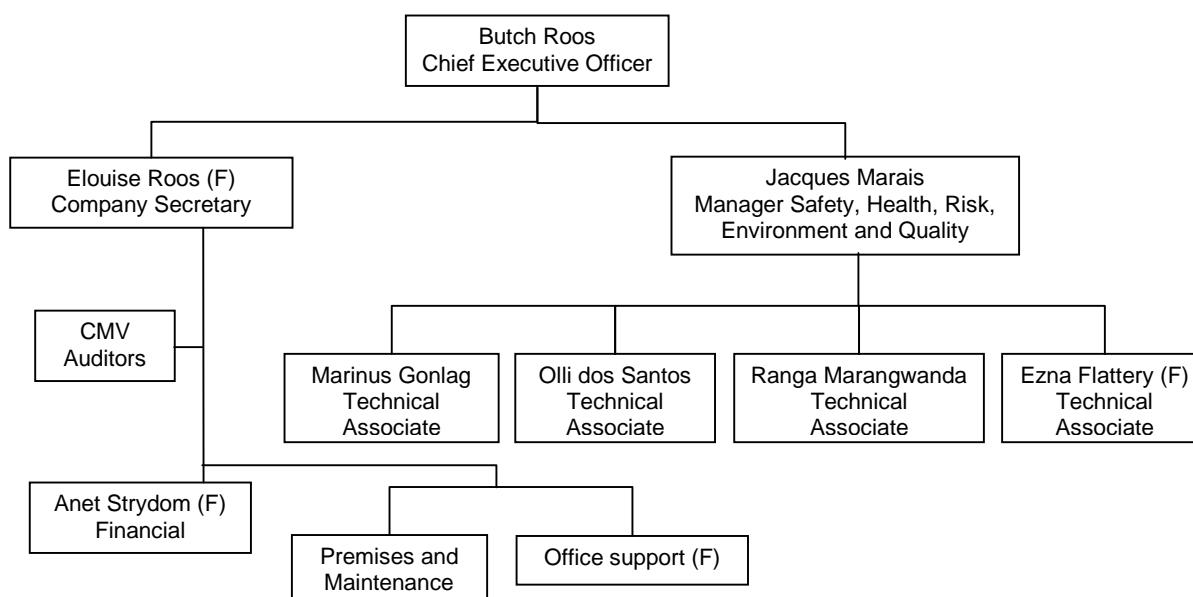 Butch Roos
Chief Executive Officer
Elouise Roos (F)
Company Secretary
Jacques Marais
Manager Safety, Health, Risk,
Environment and Quality
CMV
Auditors
Marinus Gonlag
Technical
Associate
Olli dos Santos
Technical
Associate
Ranga Marangwanda
Technical
Associate
Ezna Flattery (F)
Technical
Associate
Anet Strydom (F)
Financial
Premises and
Maintenance
Office support (F)